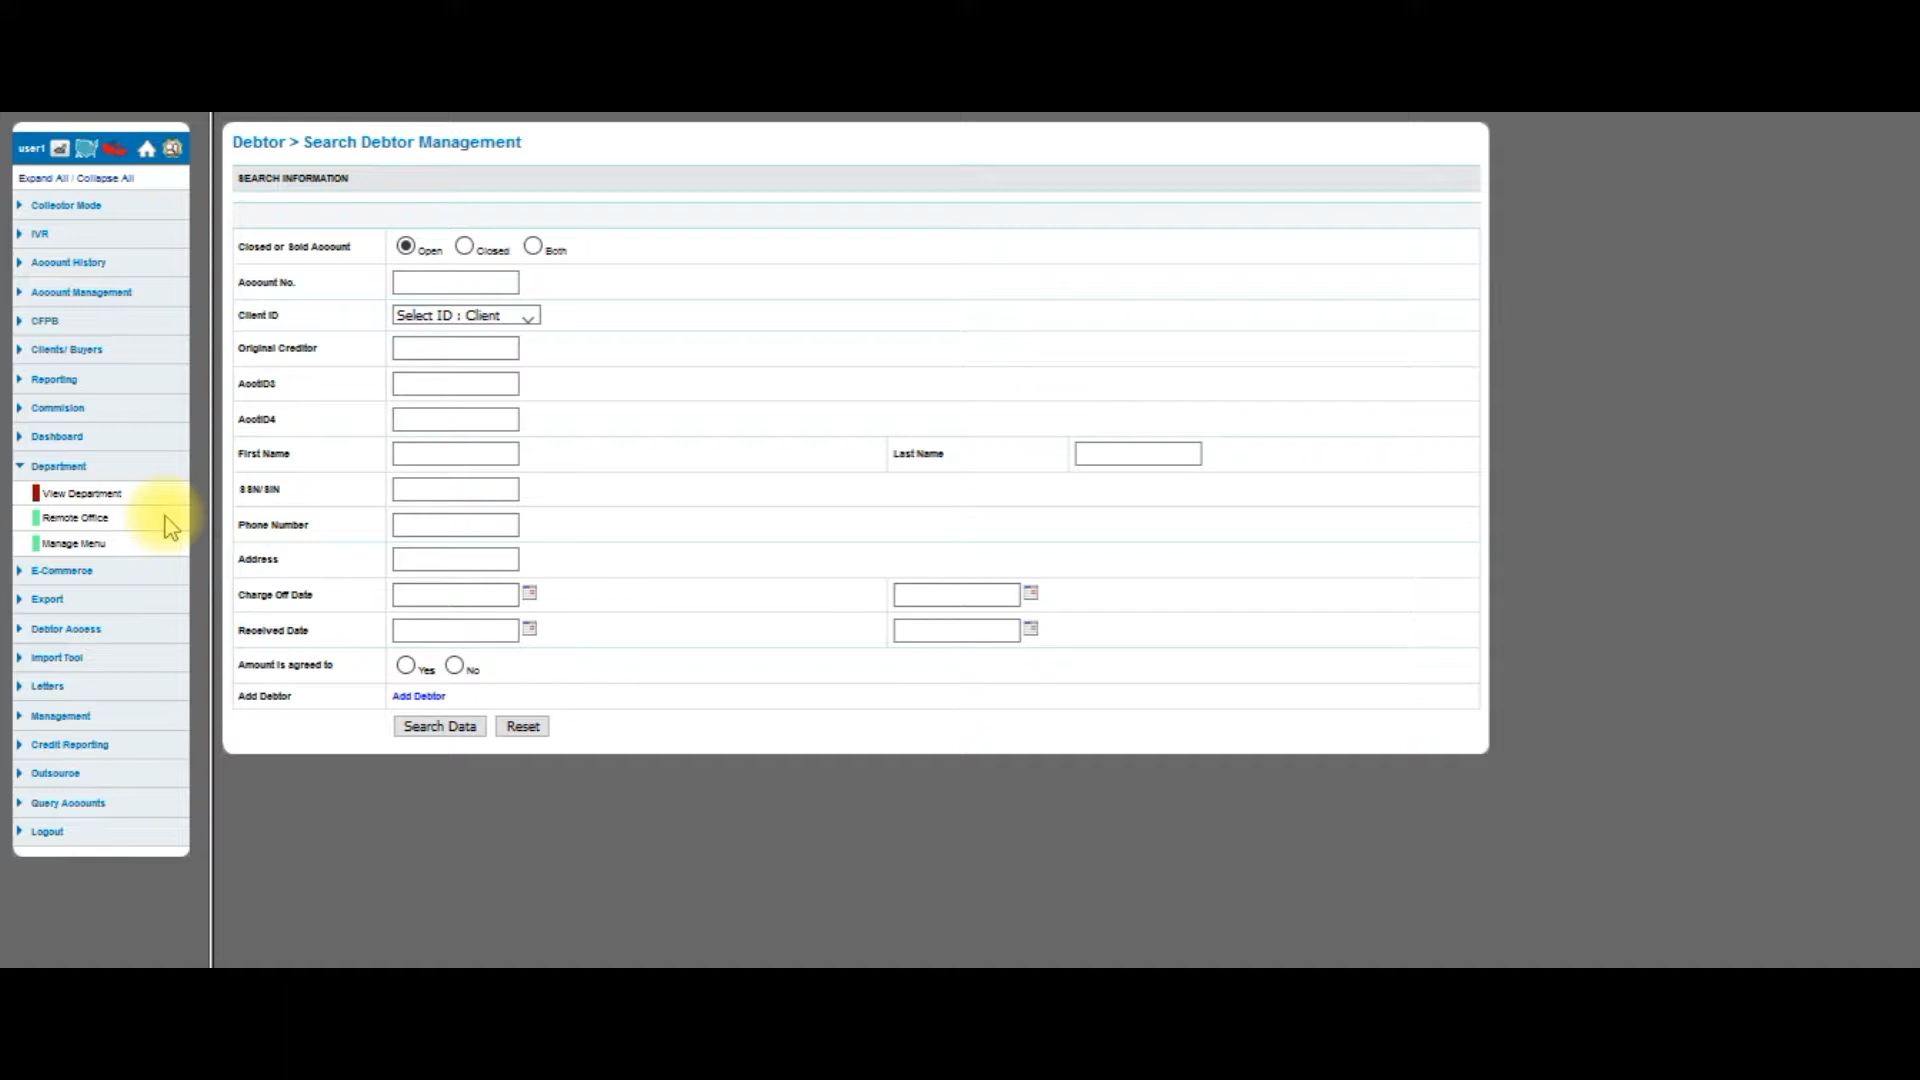 user1
Expand All / Collapse All
Collector Mode
IVR
Account History
Account Management
CFPB
Clients/ Buyers
Reporting
Commision
Dashboard
Department
View Department
Remote Office
Manage Menu
E-Commerce
Export
Debtor Access
Import Tool
Letters
Management
Credit Reporting
Outsource
Query Accounts
Logout
Debtor > Search Debtor Management
SEARCH INFORMATION
Closed or Sold Account Open Closed Both
Account No.
Client ID Select ID : Client
Original Creditor
AcctID3
AcctID4
First Name Last Name
SSN/SIN
Phone Number
Address
Charge Off Date
Received Date
Amount is agreed to Yes No
Add Debtor Add Debtor
Search Data Reset